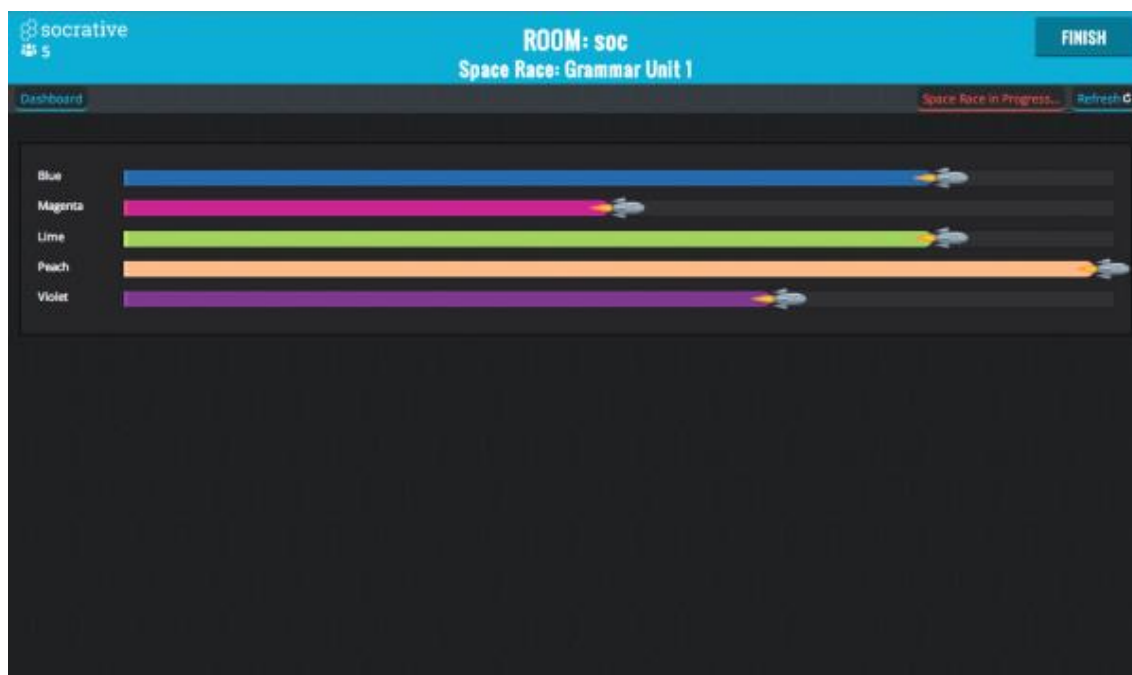 socrative
5
ROOM: soc
Space Race: Grammar Unit 1
FINISH
Dashboard
Space Race in Progress...
Refresh
Blue
Magenta
Lime
Peach
Violet